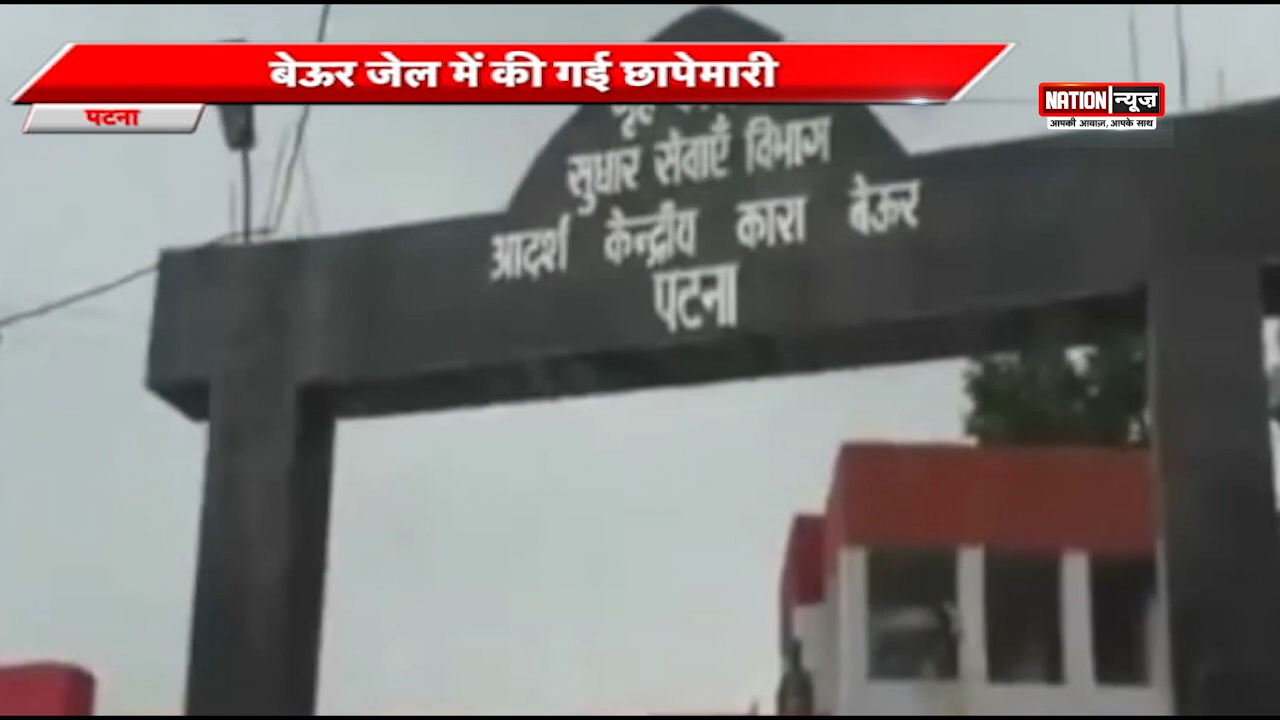 बेऊर जेल में की गई छापेमारी
पटना
NATION न्यूज़
आपकी आवाज़, आपके साथ
सुधार सेवाएँ विभाग
आदर्श केन्द्रीय कारा बेऊर
पटना